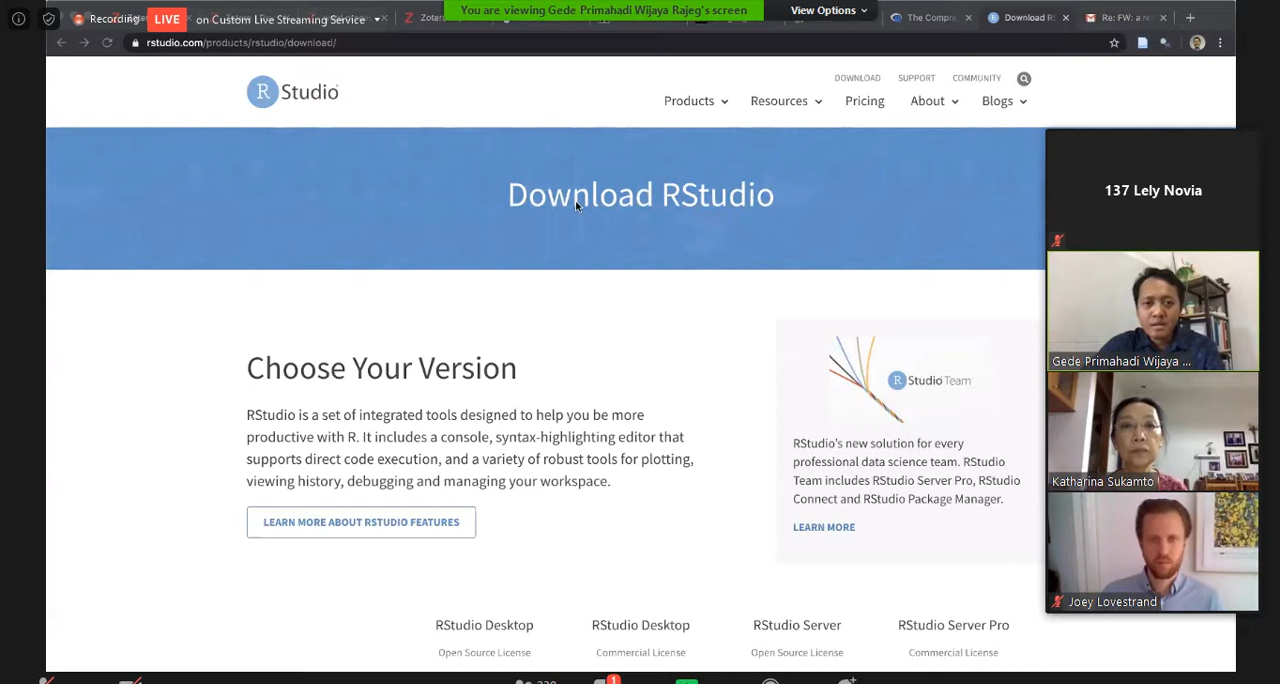 Recording
LIVE
on Custom Live Streaming Service
You are viewing Gede Primahadi Wijaya Rajeg's screen
View Options
The Compre
Download RS
Re: FW: a re
rstudio.com/products/rstudio/download/
R Studio
DOWNLOAD SUPPORT COMMUNITY
Products Resources Pricing About Blogs
Download RStudio
Choose Your Version
RStudio is a set of integrated tools designed to help you be more
productive with R. It includes a console, syntax-highlighting editor that
supports direct code execution, and a variety of robust tools for plotting,
viewing history, debugging and managing your workspace.
LEARN MORE ABOUT RSTUDIO FEATURES
R Studio Team
RStudio's new solution for every
professional data science team. RStudio
Team includes RStudio Server Pro, RStudio
Connect and RStudio Package Manager.
LEARN MORE
RStudio Desktop RStudio Desktop RStudio Server RStudio Server Pro
Open Source License Commercial License Open Source License Commercial License
137 Lely Novia
Gede Primahadi Wijaya ...
Katharina Sukamto
Joey Lovestrand
1